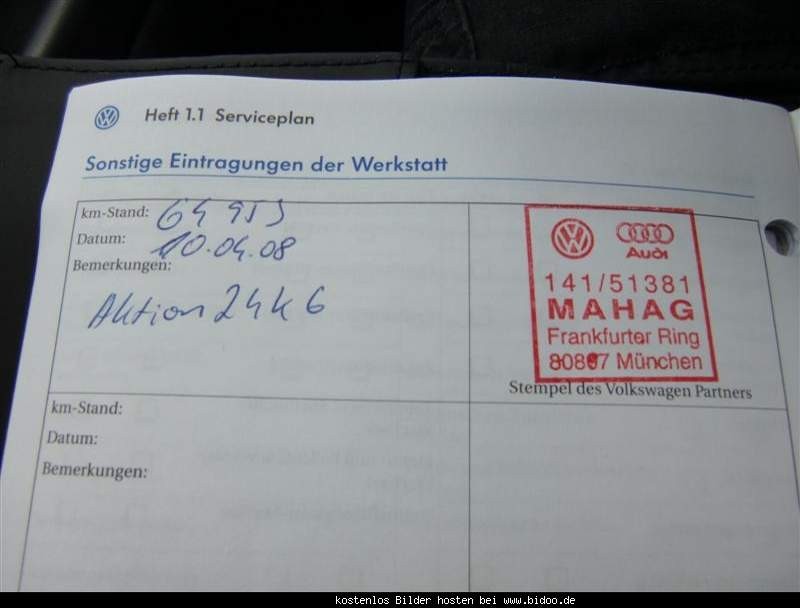 Heft 1.1 Serviceplan
Sonstige Eintragungen der Werkstatt
km-Stand: 64953
Datum: 10.04.08
Bemerkungen:
Aktion 24k6
Audi
141/51381
MAHAG
Frankfurter Ring
80807 München
Stempel des Volkswagen Partners
km-Stand:
Datum:
Bemerkungen:
kostenlos Bilder hosten bei www.bidoo.de